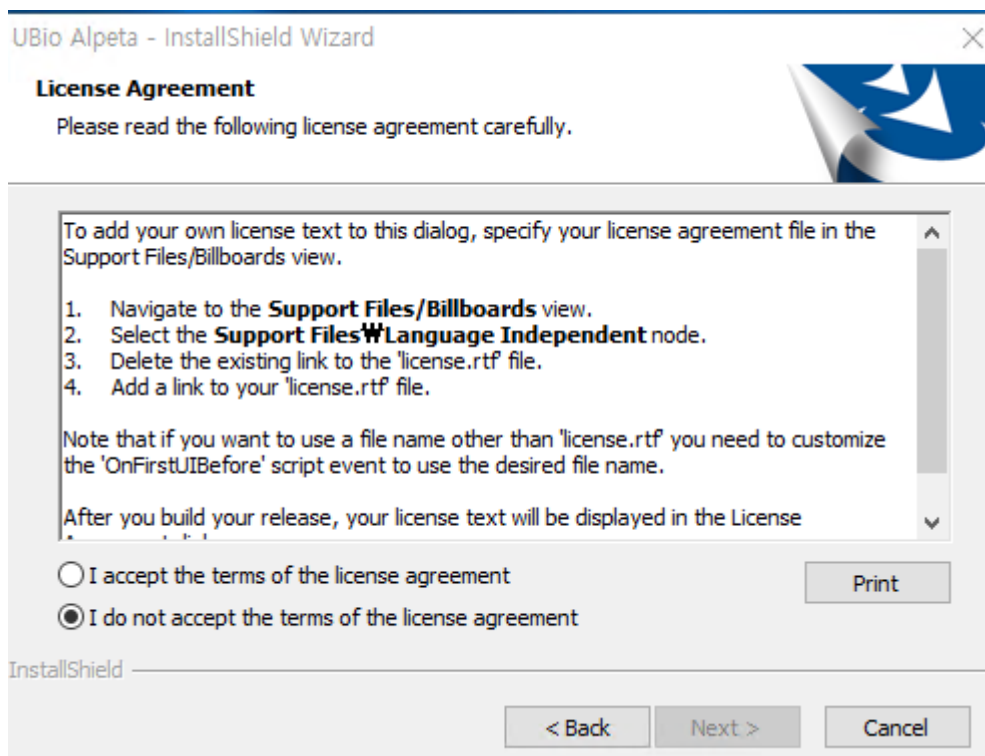 UBio Alpeta - InstallShield Wizard
License Agreement
Please read the following license agreement carefully.
To add your own license text to this dialog, specify your license agreement file in the
Support Files/Billboards view.
1. Navigate to the Support Files/Billboards view.
2. Select the Support Files₩Language Independent node.
3. Delete the existing link to the 'license.rtf' file.
4. Add a link to your 'license.rtf' file.
Note that if you want to use a file name other than 'license.rtf' you need to customize
the 'OnFirstUIBefore' script event to use the desired file name.
After you build your release, your license text will be displayed in the License
I accept the terms of the license agreement
Print
I do not accept the terms of the license agreement
InstallShield
< Back
Next >
Cancel